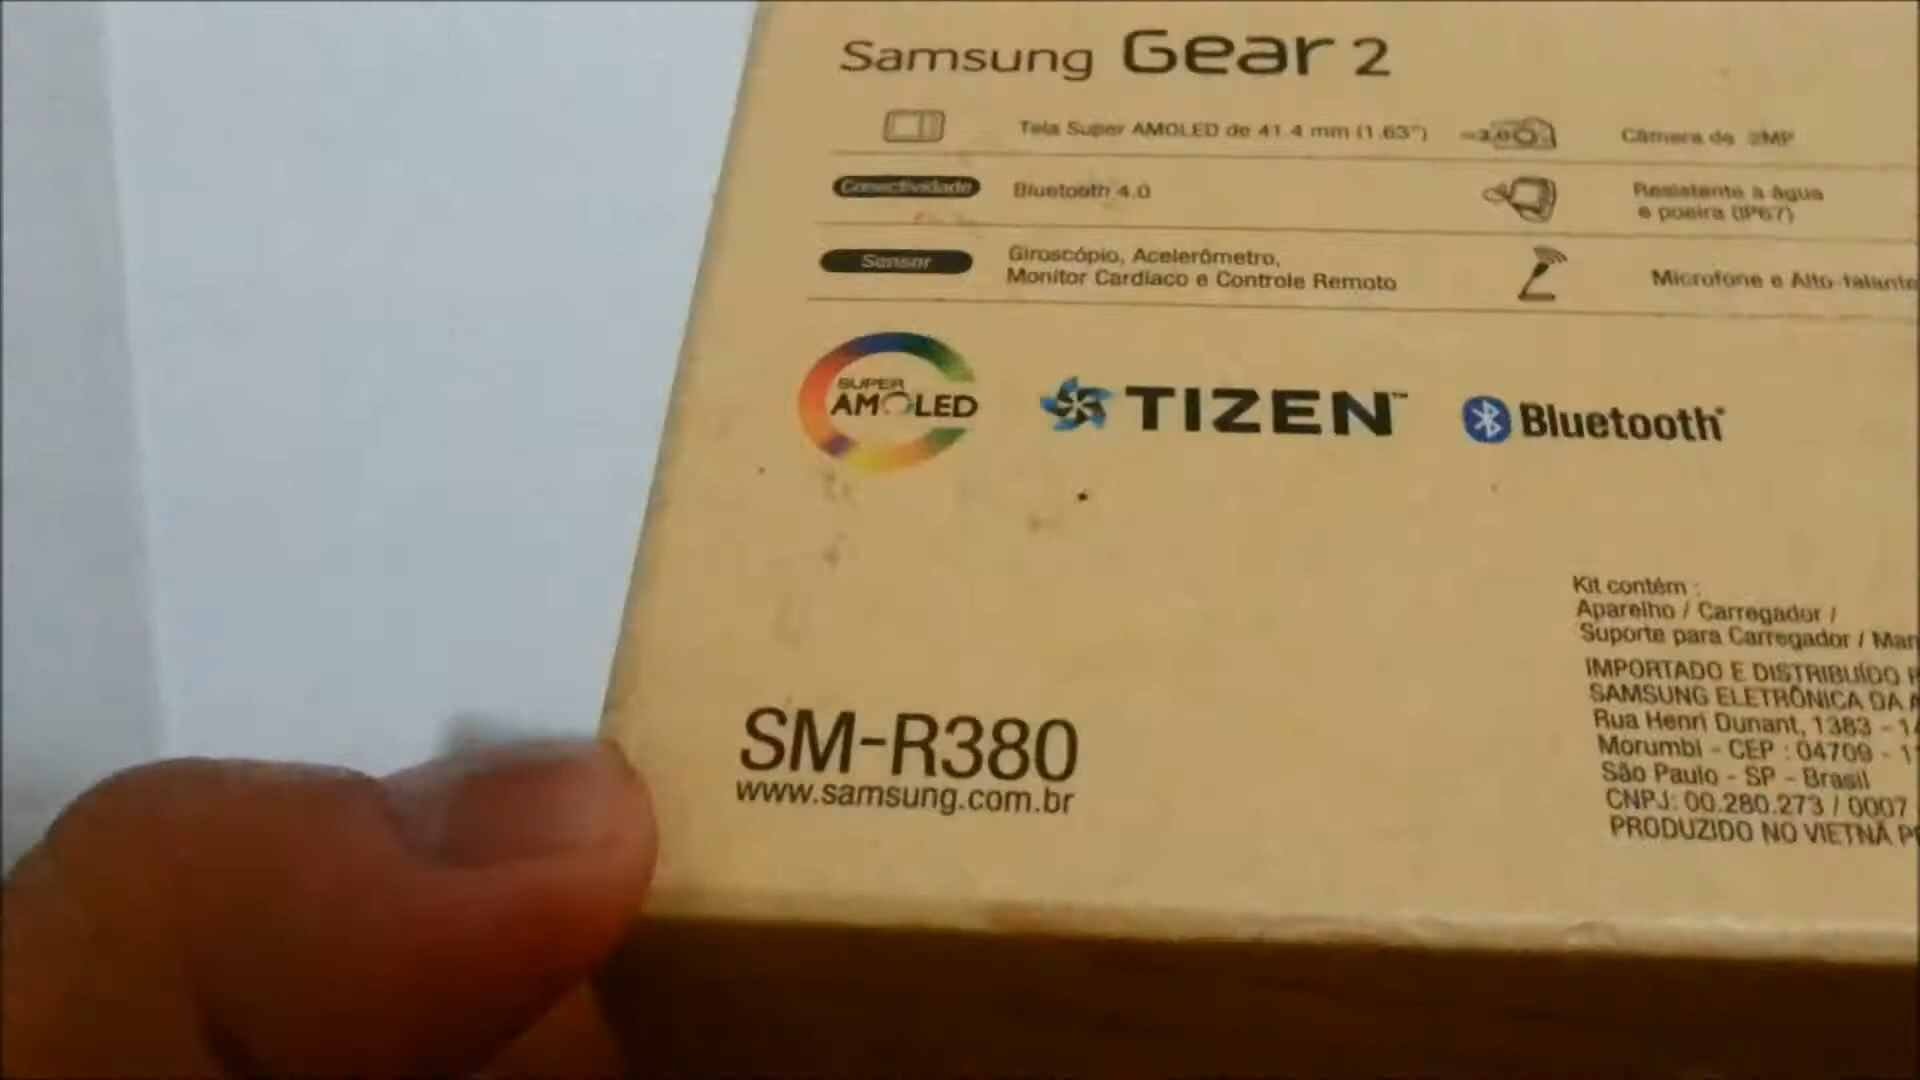 Samsung Gear 2
Tela Super AMOLED de 41.4 mm (1.63")
Câmera de 2MP
Conectividade
Bluetooth 4.0
Resistente à água
e poeira (IP67)
Sensor
Giroscópio, Acelerômetro,
Monitor Cardíaco e Controle Remoto
Microfone e Alto-falante
SUPER
AMOLED
TIZEN™
Bluetooth®
Kit contém :
Aparelho / Carregador /
Suporte para Carregador /
IMPORTADO E DISTRIBUÍDO
SAMSUNG ELETRÔNICA DA
Rua Henri Dunant, 1383 -
Morumbi - CEP : 04709 -
São Paulo - SP - Brasil
CNPJ: 00.280.273 / 0007
PRODUZIDO NO VIETNÃ
SM-R380
www.samsung.com.br